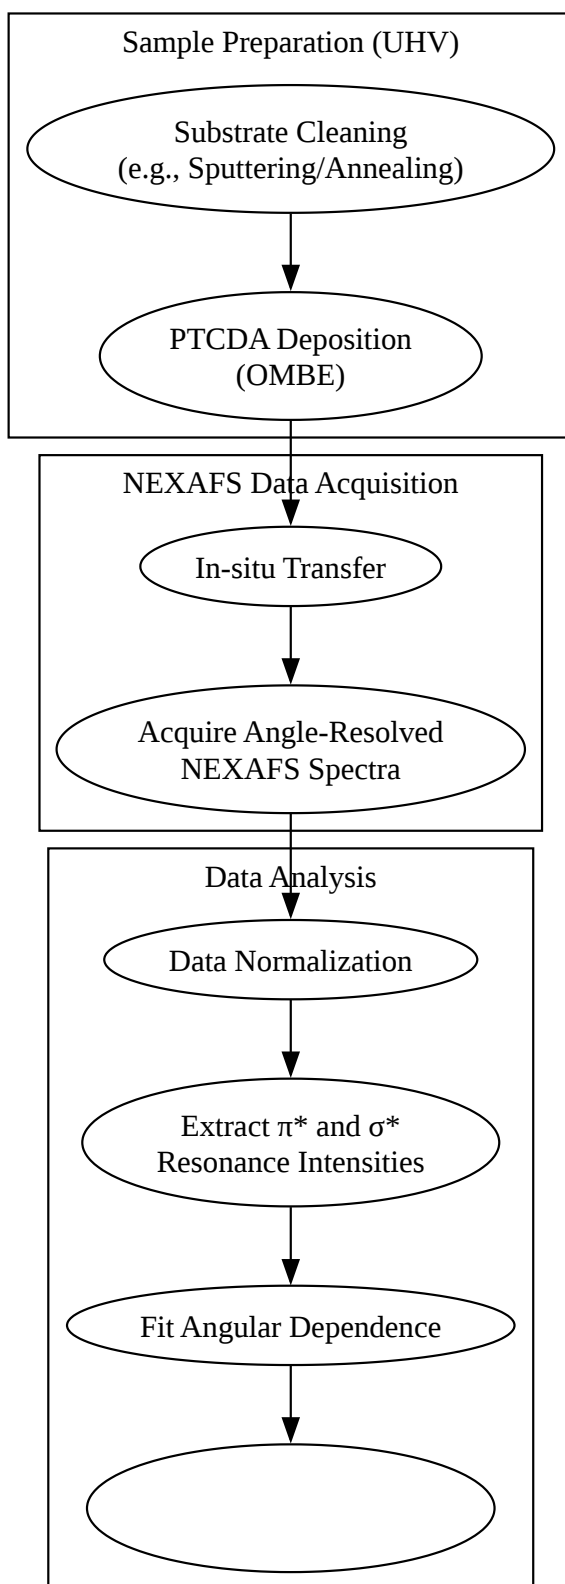 Sample Preparation (UHV)
Substrate Cleaning
(e.g., Sputtering/Annealing)
PTCDA Deposition
(OMBE)
NEXAFS Data Acquisition
In-situ Transfer
Acquire Angle-Resolved
NEXAFS Spectra
Data Analysis
Data Normalization
Extract π* and σ*
Resonance Intensities
Fit Angular Dependence